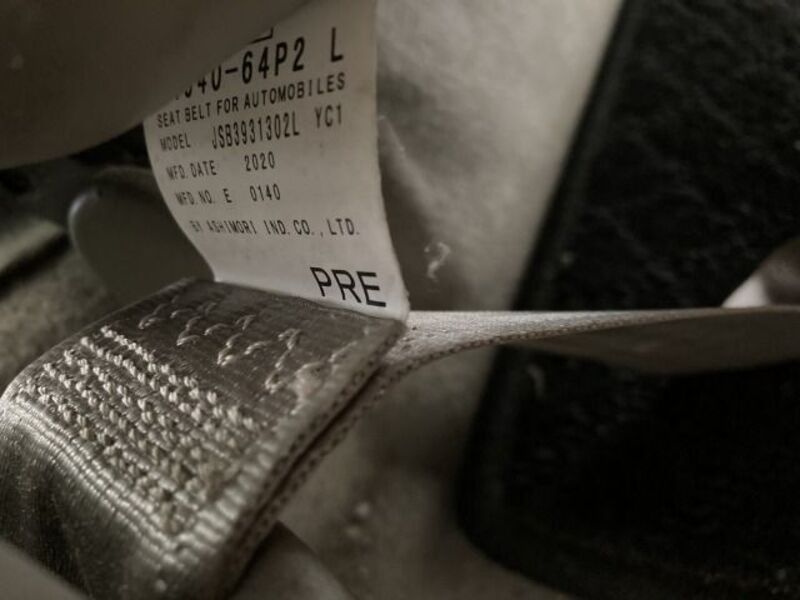 40-64P2 L
SEAT BELT FOR AUTOMOBILES
MODEL JSB3931302L YC1
MFD. DATE 2020
MFD. NO. E 0140
BY ASHIMORI IND. CO., LTD.
PRE